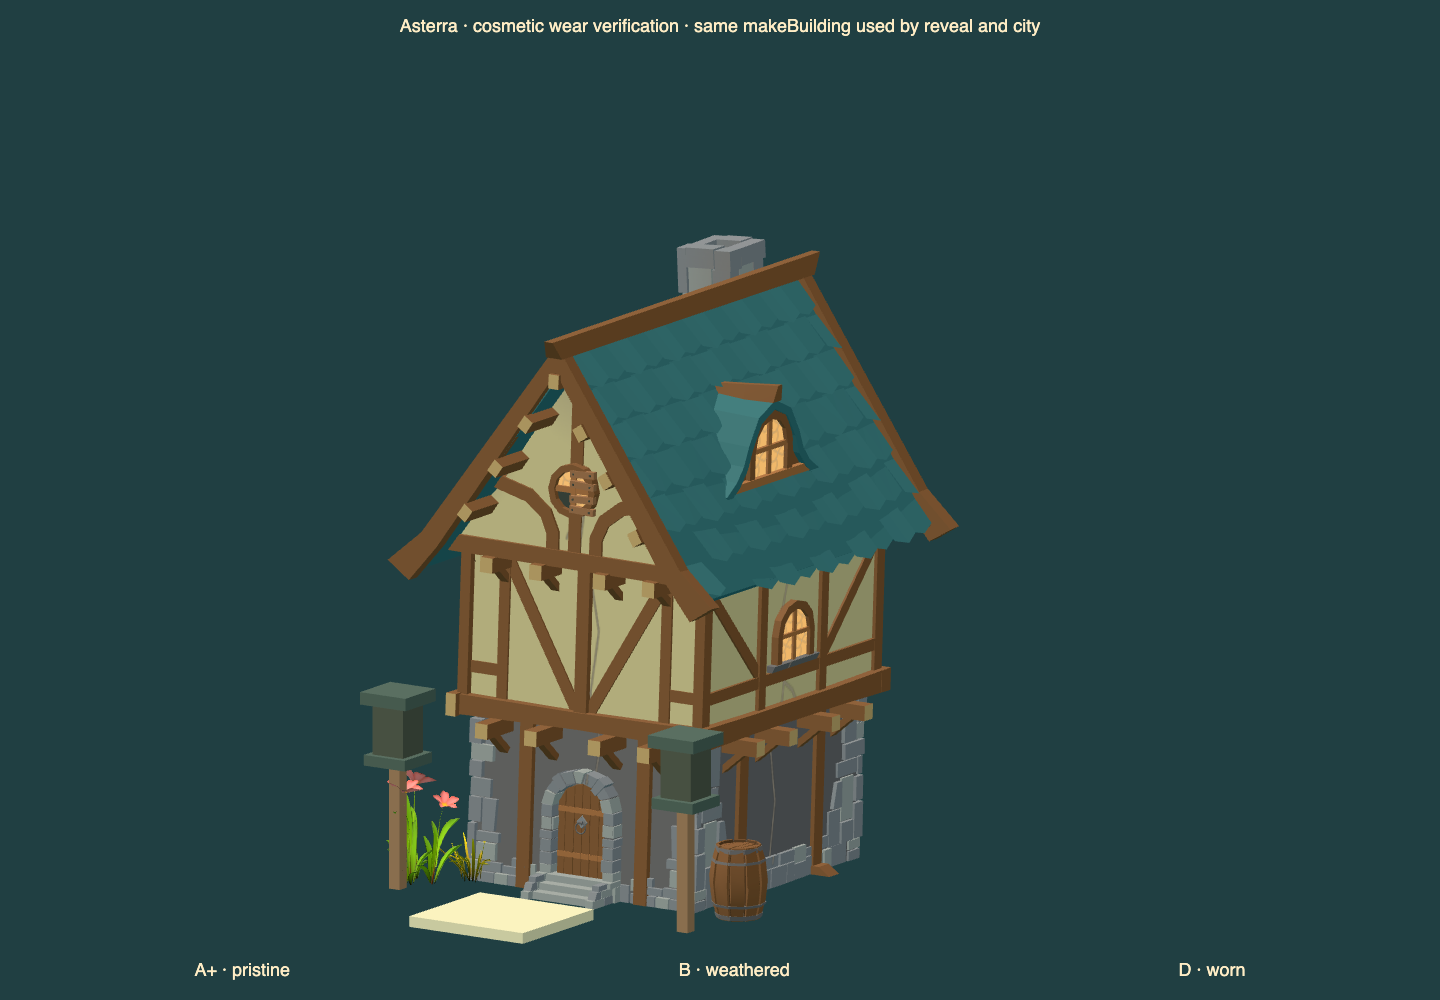 Asterra · cosmetic wear verification · same makeBuilding used by reveal and city
A+ · pristine
B · weathered
D · worn